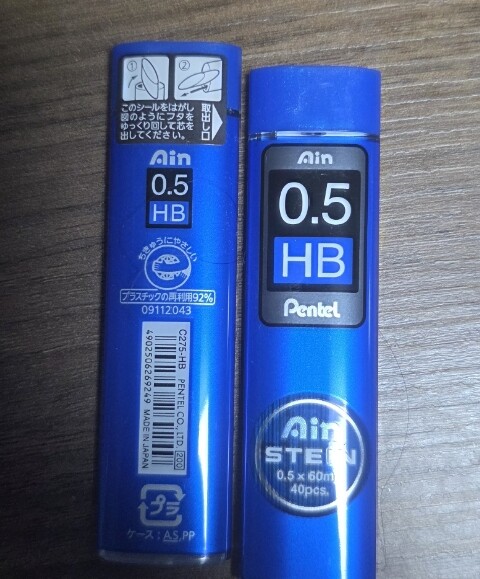 ① ②
このシールをはがし
図のようにフタを
ゆっくり回して芯を
出してください。
取出し口
Ain
0.5
HB
ちきゅうにやさしい
プラスチックの再利用92%
09112043
C275-HB PENTEL CO., LTD. 200
4902506269249 MADE IN JAPAN
プラ
ケース:AS,PP
Ain
0.5
HB
Pentel
Ain
STEIN
0.5 x 60mm
40pcs.